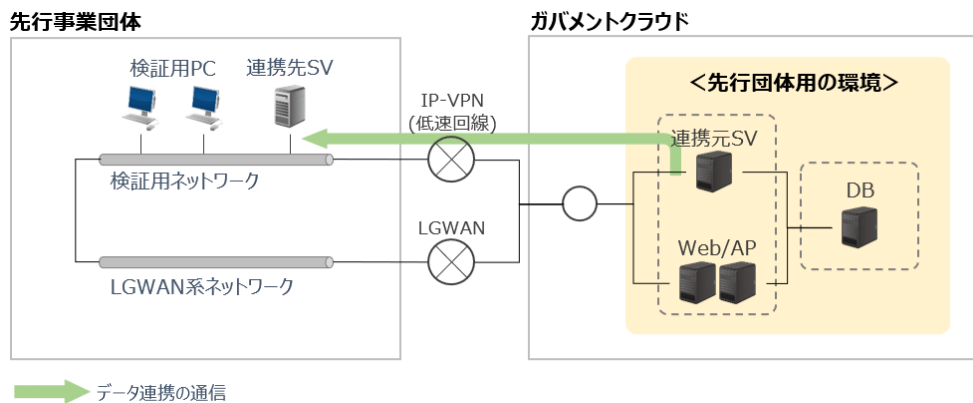 先行事業団体
ガバメントクラウド
検証用PC
連携先SV
IP-VPN
(低速回線)
<先行団体用の環境>
連携元SV
検証用ネットワーク
DB
LGWAN
Web/AP
LGWAN系ネットワーク
データ連携の通信